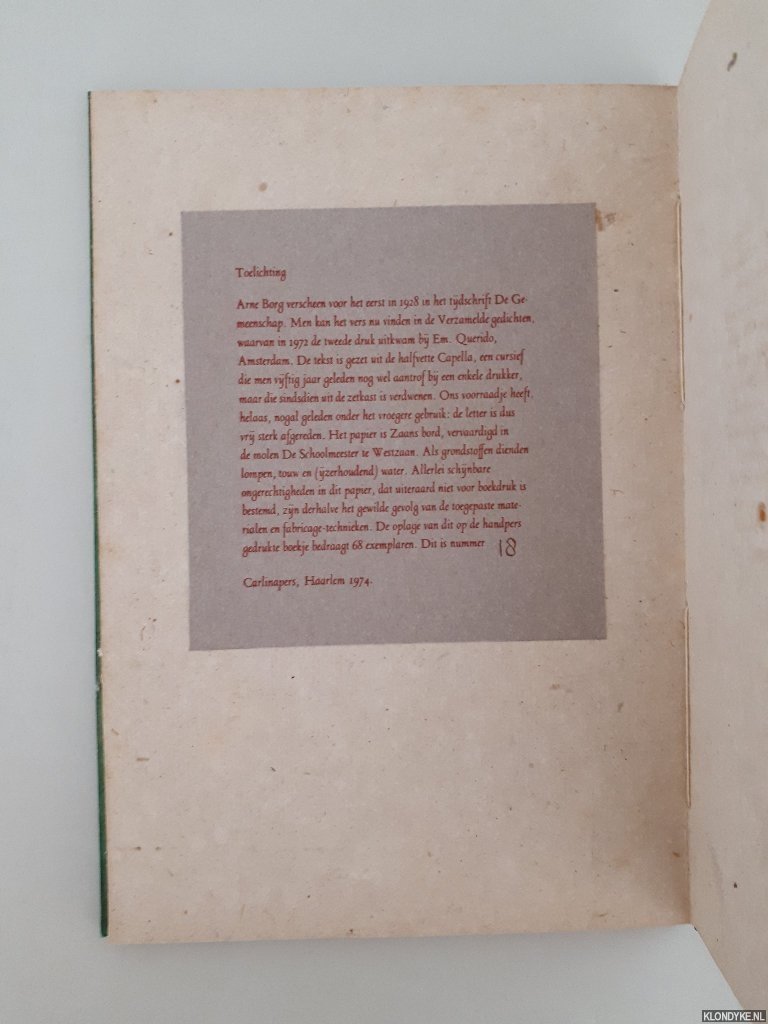 Toelichting
Arne Borg verscheen voor het eerst in 1928 in het tijdschrift De Ge-
meenschap. Men kan het vers nu vinden in de Verzamelde gedichten,
waarvan in 1972 de tweede druk uitkwam bij Em. Querido,
Amsterdam. De tekst is gezet uit de halfvette Capella, een cursief
die men vijftig jaar geleden nog wel aantrof bij een enkele drukker,
maar die sindsdien uit de zetkast is verdwenen. Ons voorraadje heeft,
helaas, nogal geleden onder het vroegere gebruik: de letter is dus
vrij sterk afgereden. Het papier is Zaans bord, vervaardigd in
de molen De Schoolmeester te Westzaan. Als grondstoffen dienden
lompen, touw en (ijzerhoudend) water. Allerlei schijnbare
ongerechtigheden in dit papier, dat uiteraard niet voor boekdruk is
bestemd, zijn derhalve het gewilde gevolg van de toegepaste mate-
rialen en fabricage-technieken. De oplage van dit op de handpers
gedrukte boekje bedraagt 68 exemplaren. Dit is nummer 18
Carlinapers, Haarlem 1974.
KLONDYKE.NL